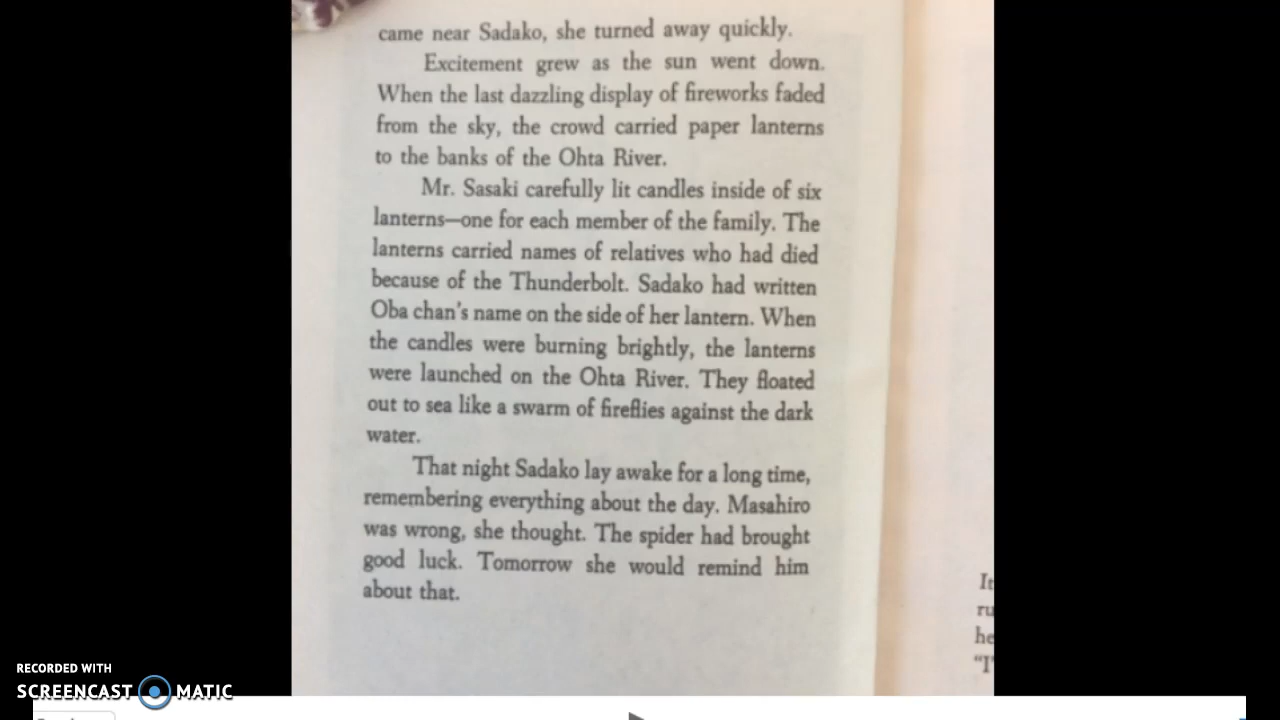 came near Sadako, she turned away quickly.
Excitement grew as the sun went down.
When the last dazzling display of fireworks faded
from the sky, the crowd carried paper lanterns
to the banks of the Ohta River.
Mr. Sasaki carefully lit candles inside of six
lanterns—one for each member of the family. The
lanterns carried names of relatives who had died
because of the Thunderbolt. Sadako had written
Oba chan's name on the side of her lantern. When
the candles were burning brightly, the lanterns
were launched on the Ohta River. They floated
out to sea like a swarm of fireflies against the dark
water.
That night Sadako lay awake for a long time,
remembering everything about the day. Masahiro
was wrong, she thought. The spider had brought
good luck. Tomorrow she would remind him
about that.
It
ru
he
"I'
RECORDED WITH
SCREENCAST MATIC